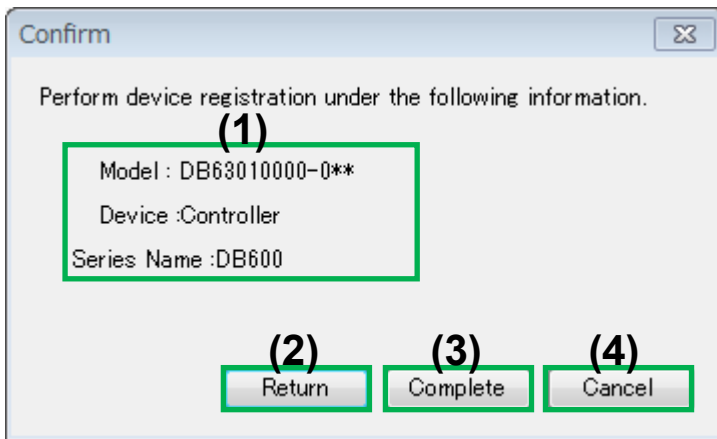 Confirm
Perform device registration under the following information.
(1)
Model : DB63010000-0**
Device :Controller
Series Name :DB600
(2) (3) (4)
Return Complete Cancel